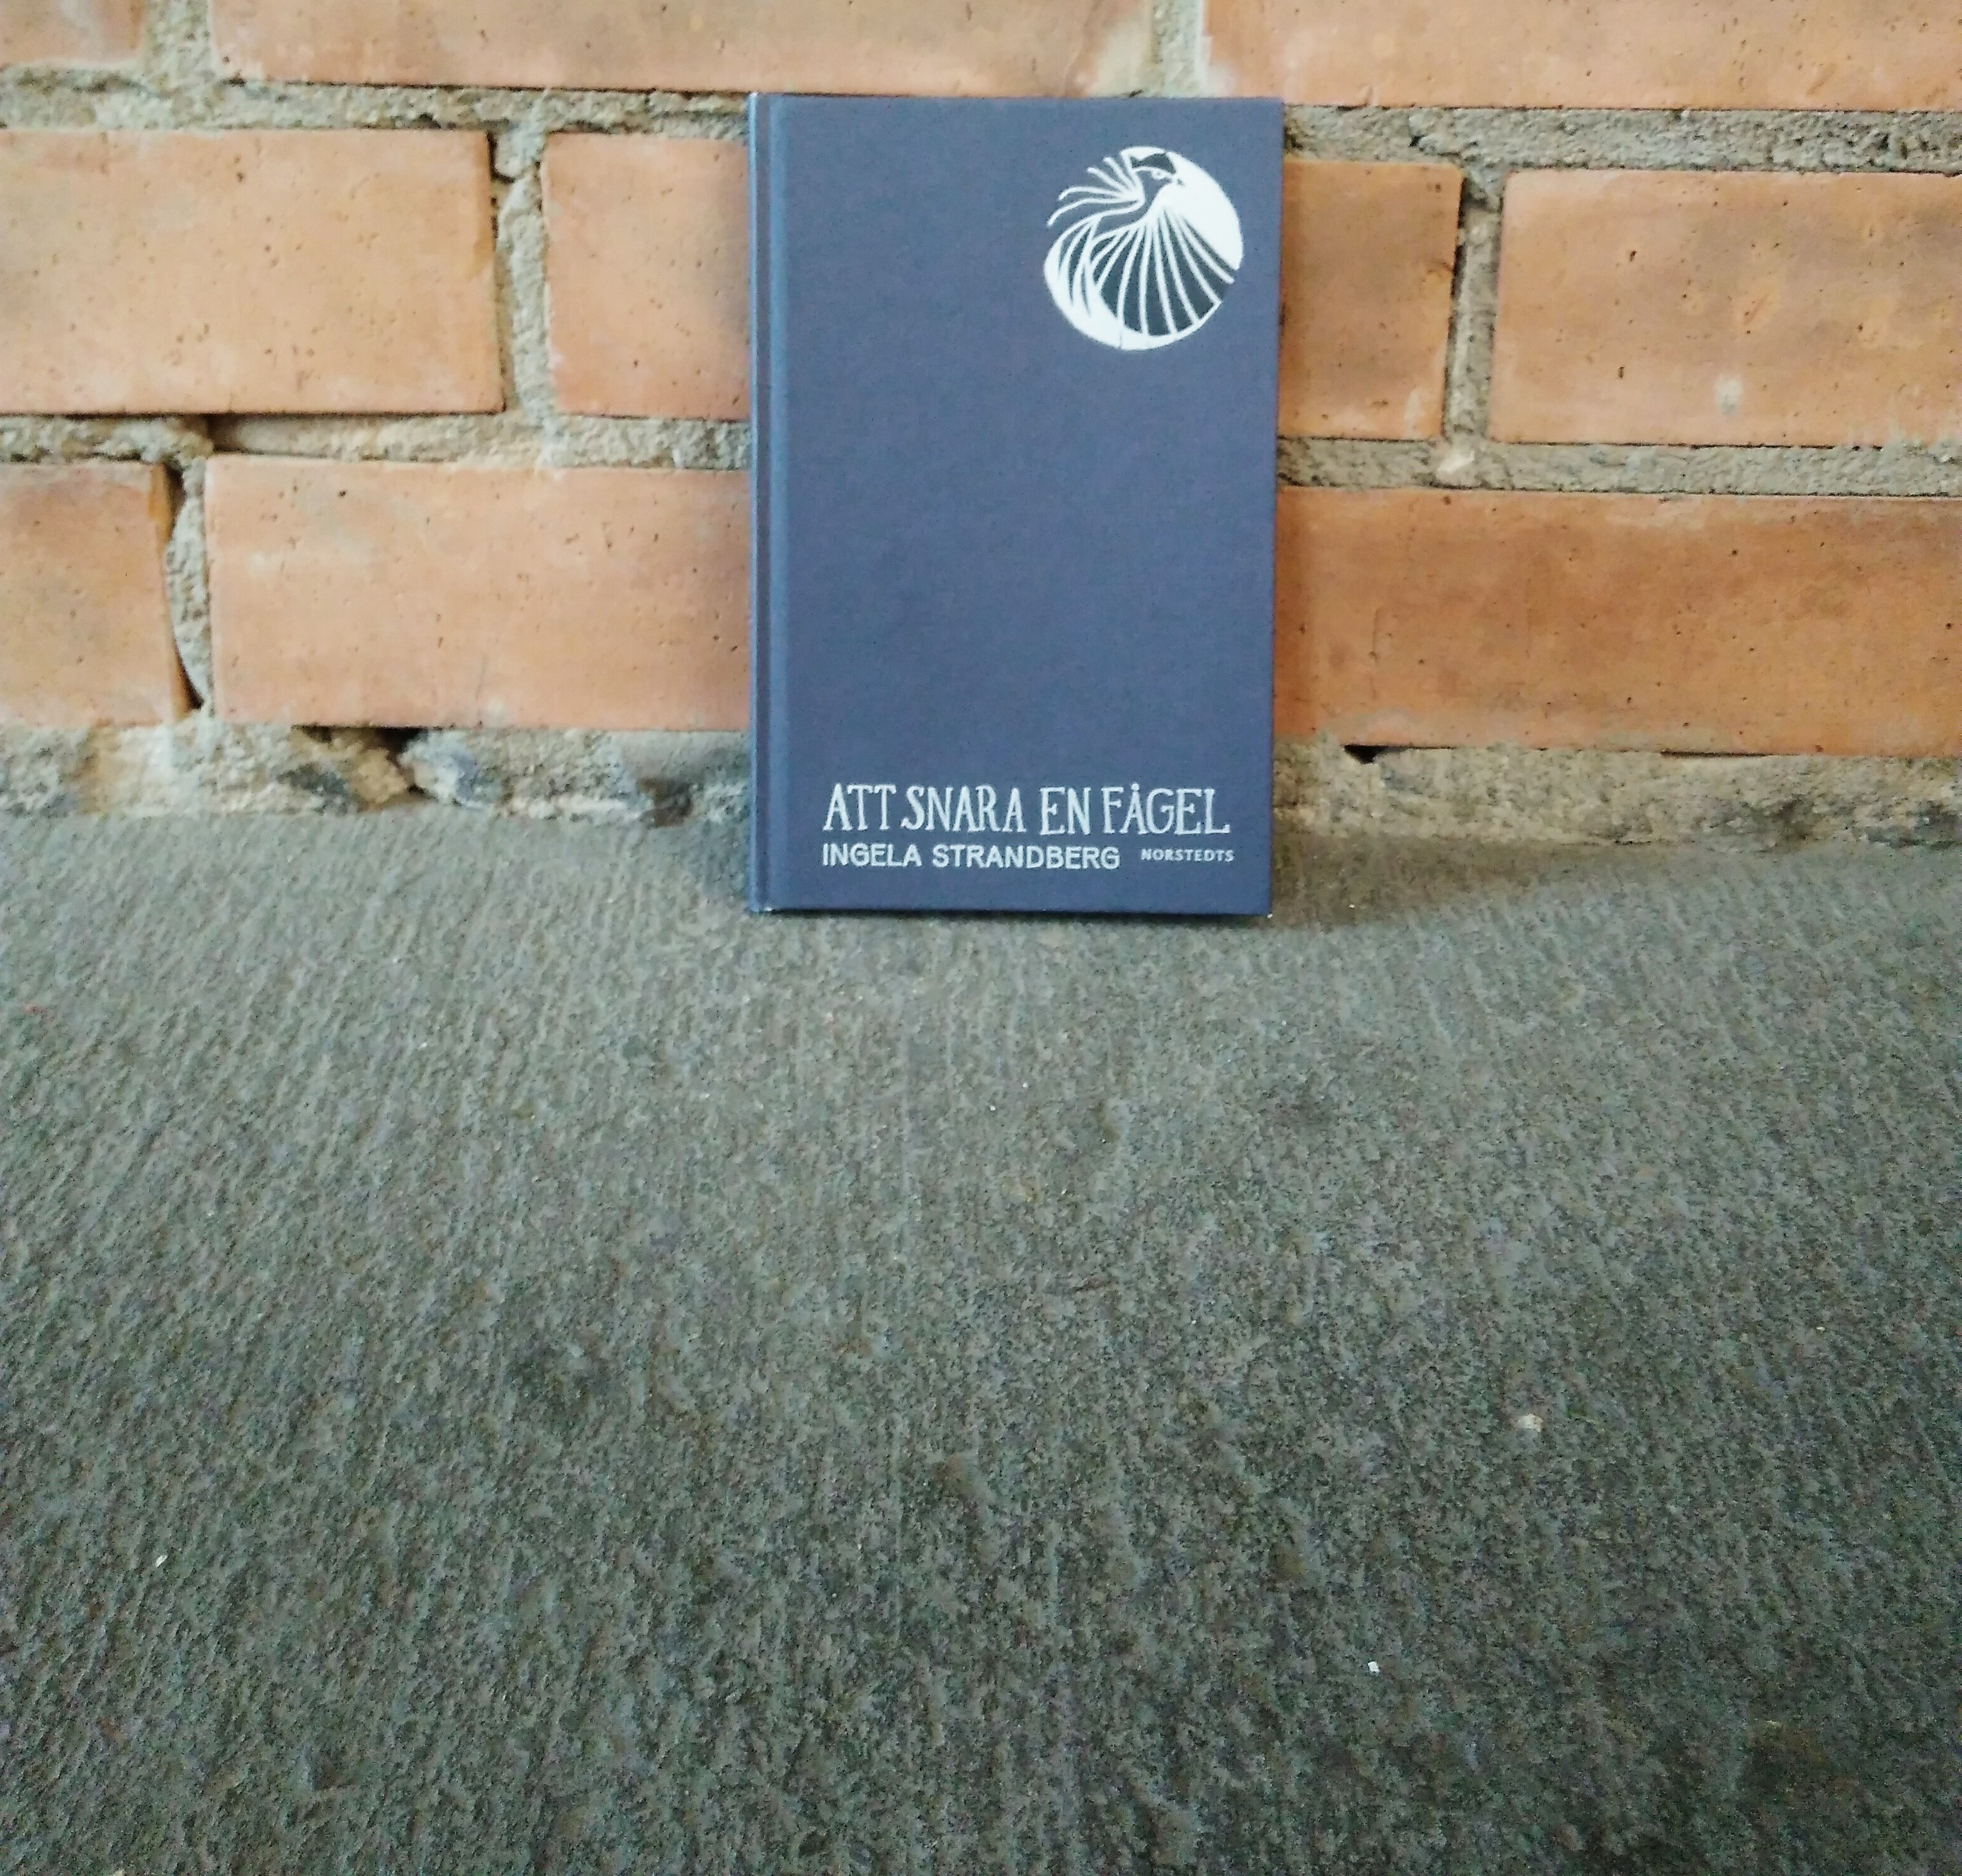 ATT SNARA EN FÅGEL
INGELA STRANDBERG NORSTEDTS